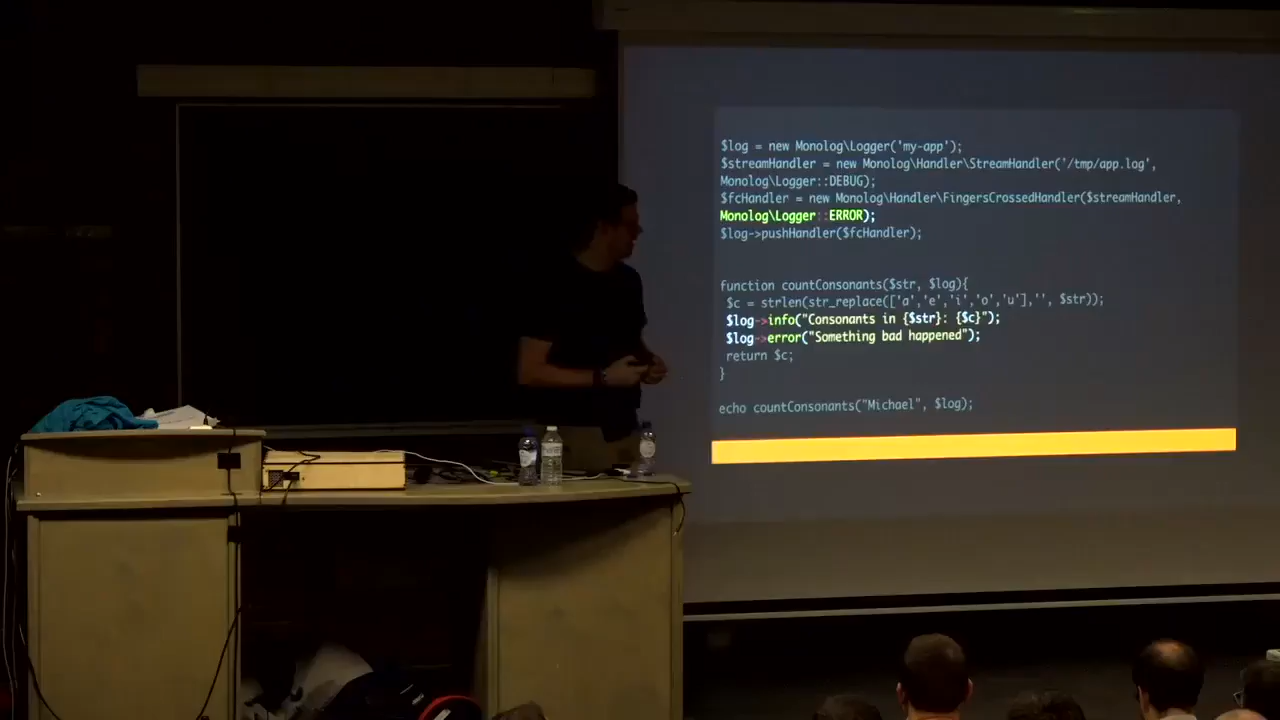 $log = new Monolog\Logger('my-app');
$streamHandler = new Monolog\Handler\StreamHandler('/tmp/app.log',
Monolog\Logger::DEBUG);
$fcHandler = new Monolog\Handler\FingersCrossedHandler($streamHandler,
Monolog\Logger::ERROR);
$log->pushHandler($fcHandler);
function countConsonants($str, $log){
$c = strlen(str_replace(['a','e','i','o','u'],'', $str));
$log->info("Consonants in {$str}: {$c}");
$log->error("Something bad happened");
return $c;
}
echo countConsonants("Michael", $log);